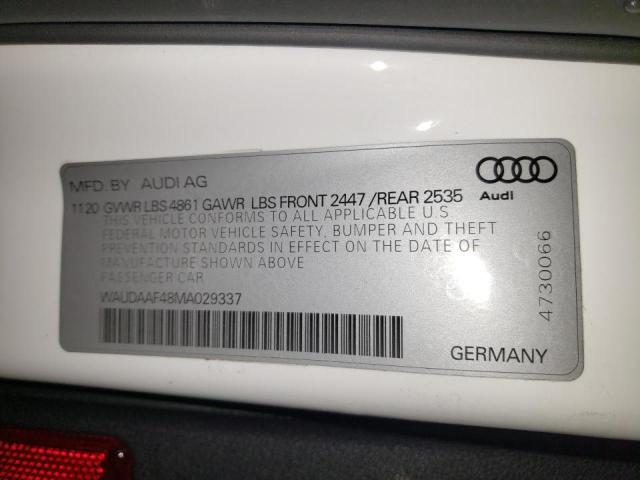 MFD. BY AUDI AG
1120 GVWR LBS 4861 GAWR LBS FRONT 2447 /REAR 2535
THIS VEHICLE CONFORMS TO ALL APPLICABLE U.S
FEDERAL MOTOR VEHICLE SAFETY, BUMPER AND THEFT
PREVENTION STANDARDS IN EFFECT ON THE DATE OF
MANUFACTURE SHOWN ABOVE
PASSENGER CAR
WAUDAAF48MA029337
Audi
4730066
GERMANY